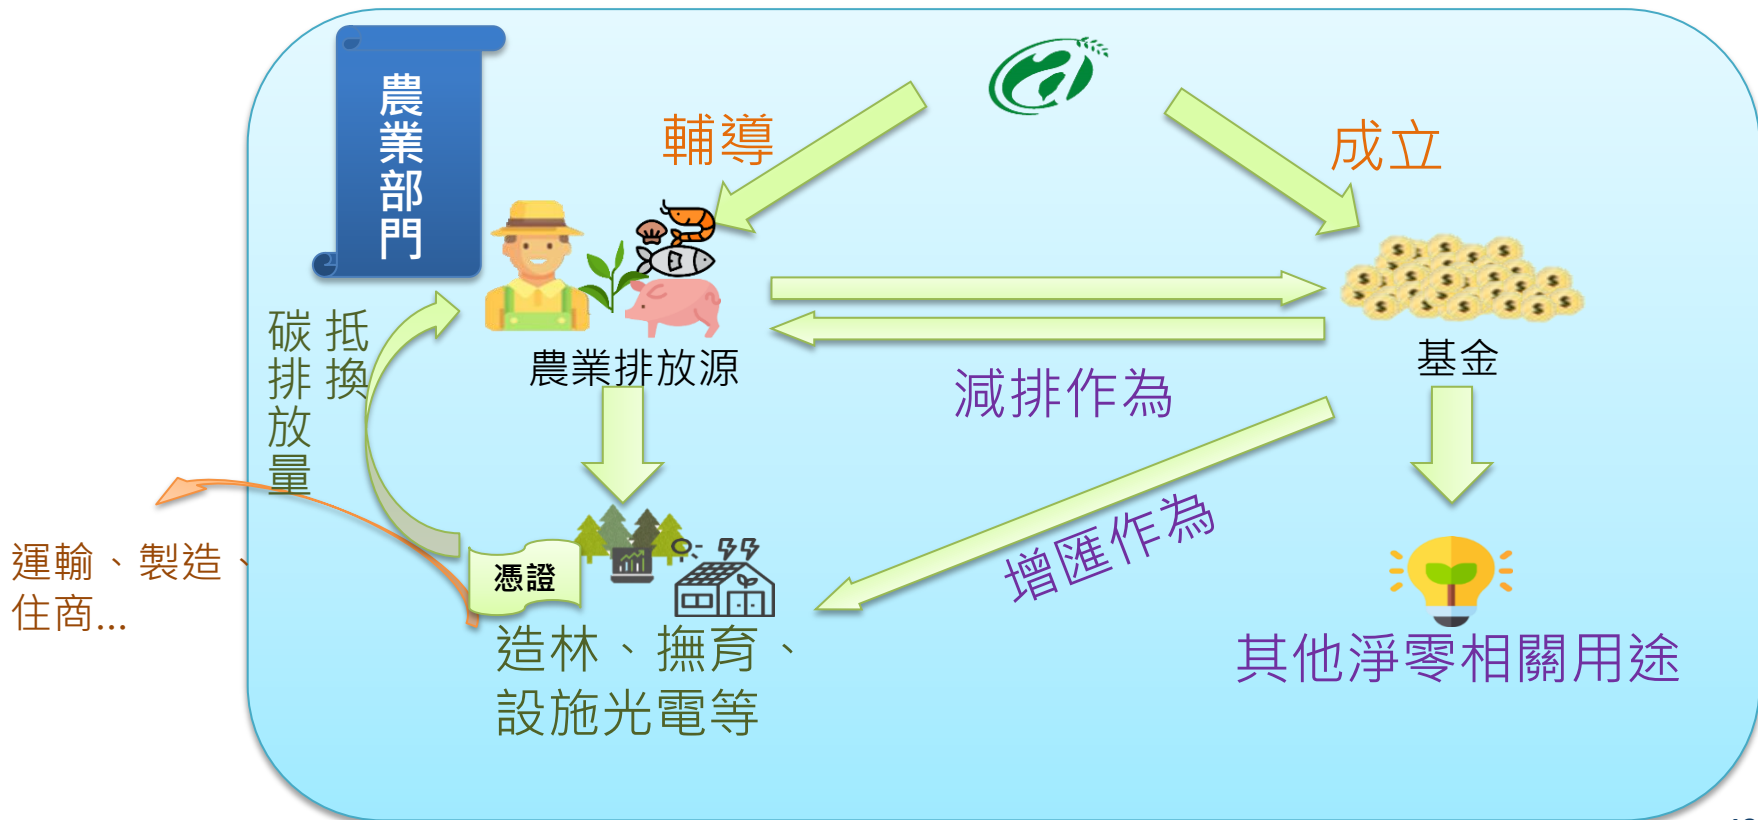 農業部門
輔導
成立
農業排放源
基金
碳排放量
抵換
減排作為
增匯作為
憑證
運輸、製造、
住商...
造林、撫育、
設施光電等
其他淨零相關用途